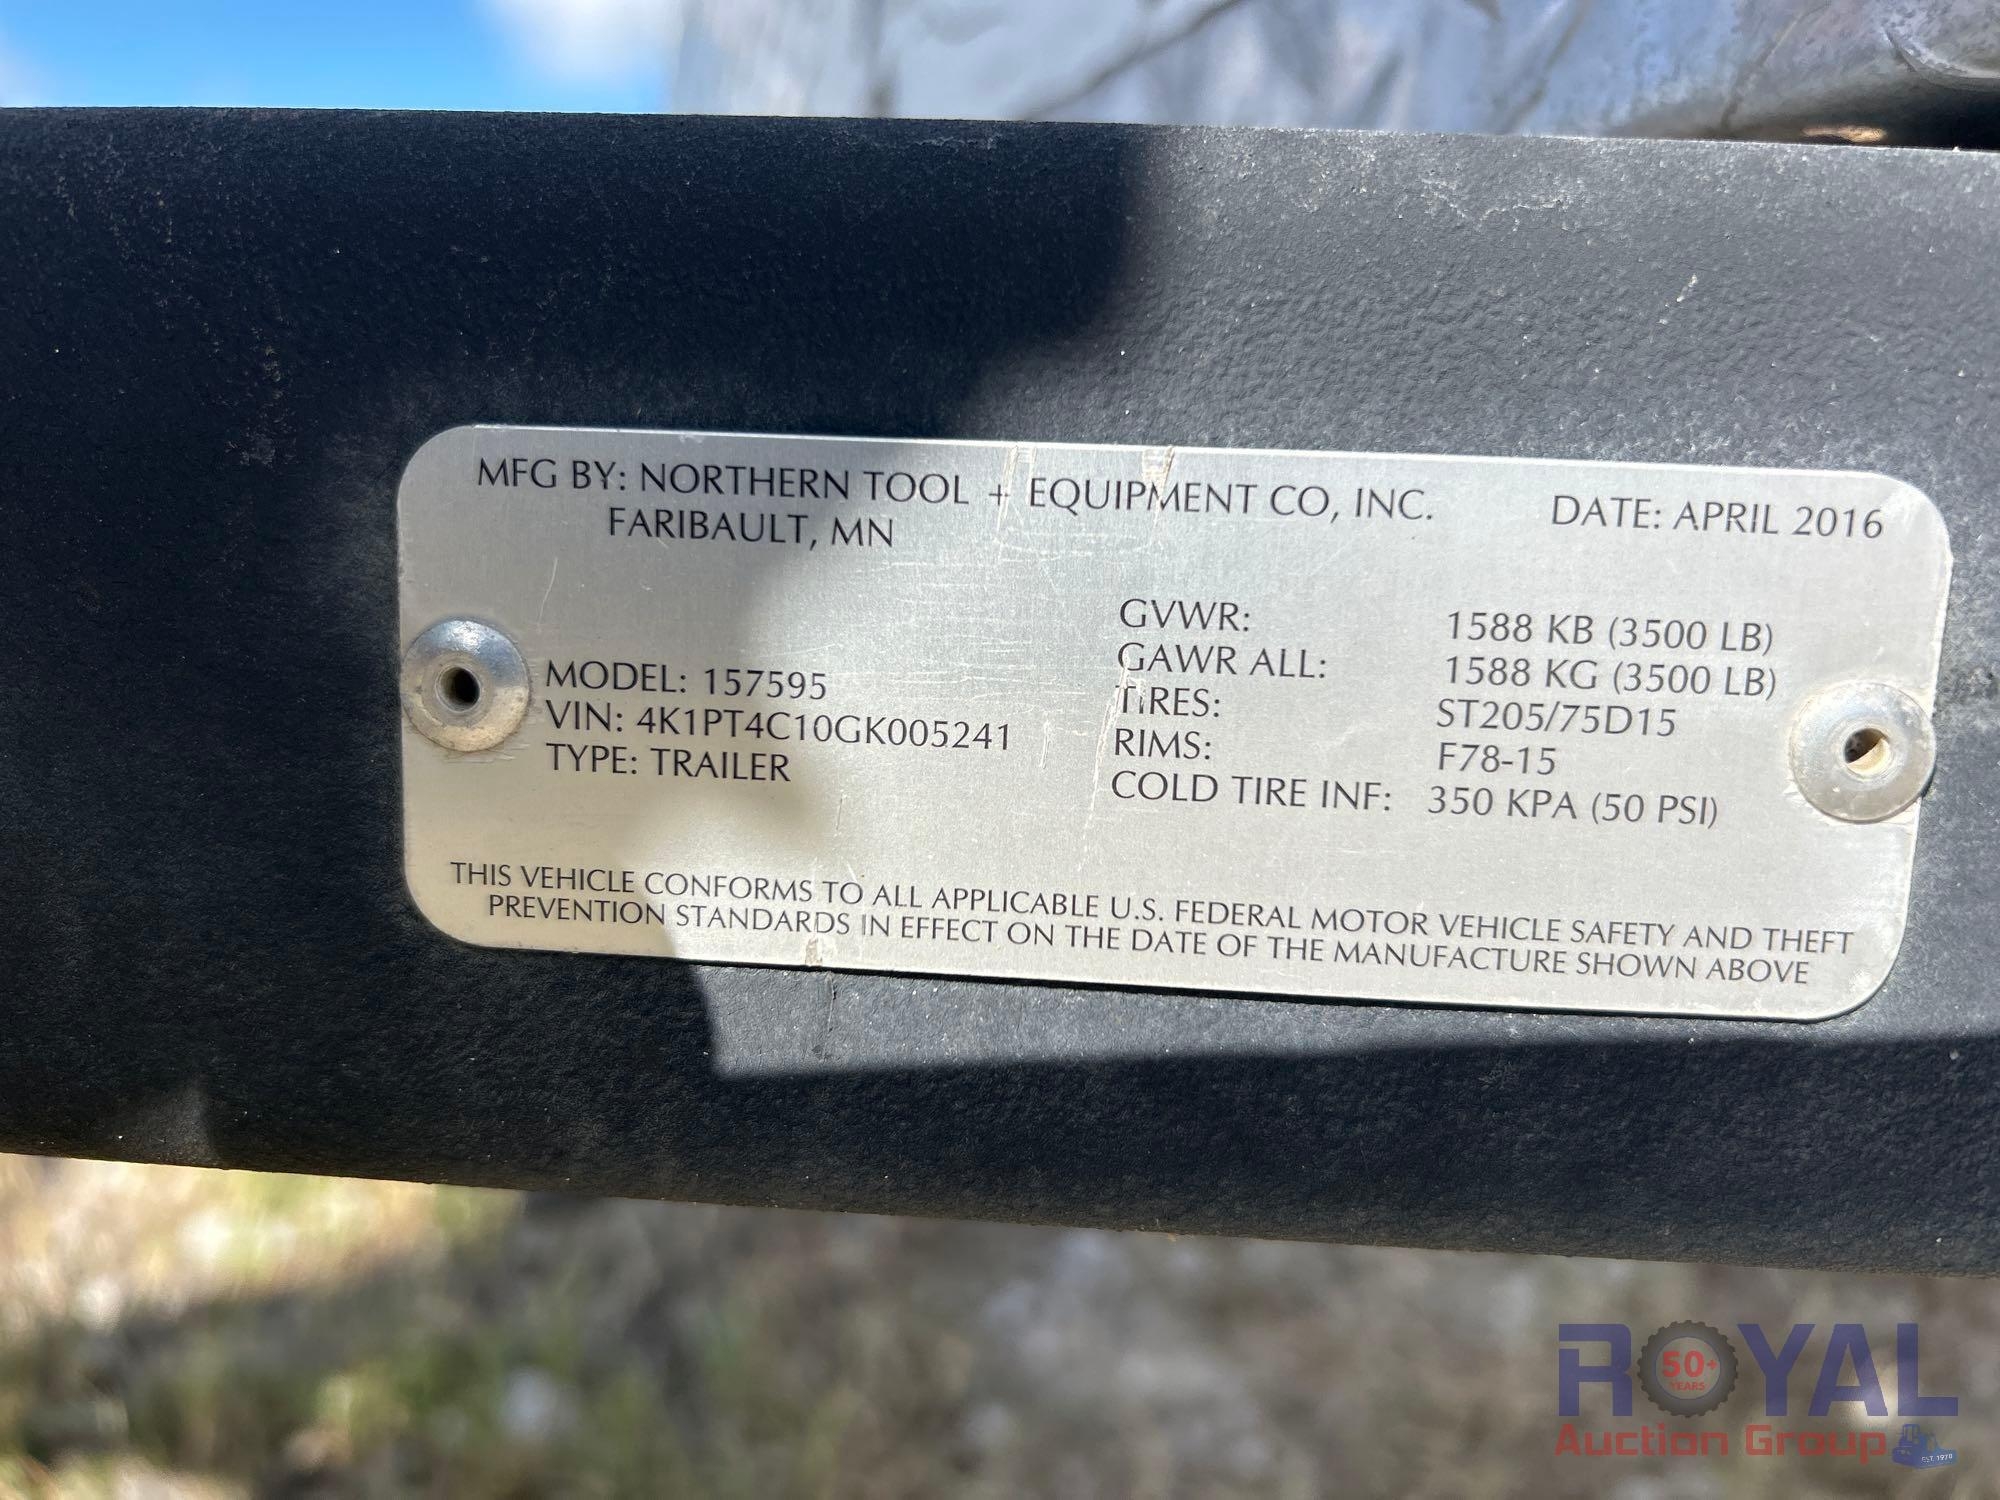 MFG BY: NORTHERN TOOL + EQUIPMENT CO, INC. DATE: APRIL 2016
FARIBAULT, MN
MODEL: 157595
VIN: 4K1PT4C10GK005241
TYPE: TRAILER
GVWR: 1588 KB (3500 LB)
GAWR ALL: 1588 KG (3500 LB)
TIRES: ST205/75D15
RIMS: F78-15
COLD TIRE INF: 350 KPA (50 PSI)
THIS VEHICLE CONFORMS TO ALL APPLICABLE U.S. FEDERAL MOTOR VEHICLE SAFETY AND THEFT
PREVENTION STANDARDS IN EFFECT ON THE DATE OF THE MANUFACTURE SHOWN ABOVE
ROYAL
50+
YEARS
Auction Group
EST. 1970